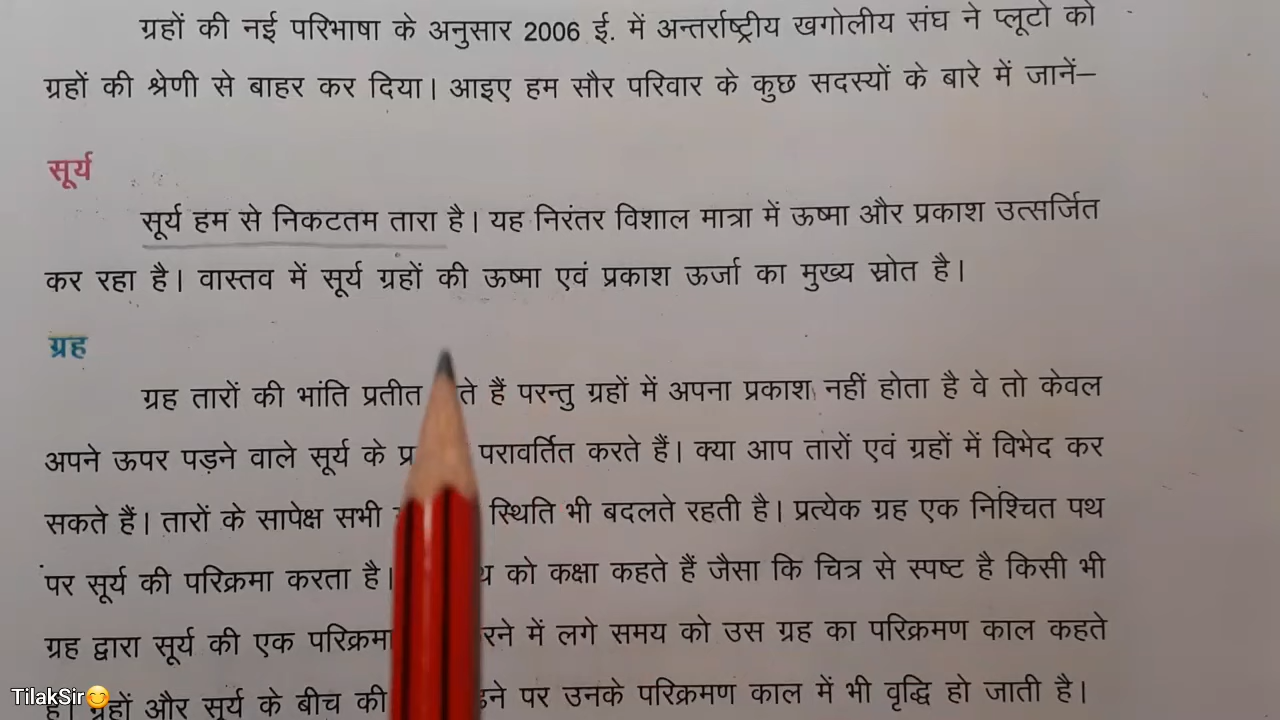 ग्रहों की नई परिभाषा के अनुसार 2006 ई. में अन्तर्राष्ट्रीय खगोलीय संघ ने प्लूटो को
ग्रहों की श्रेणी से बाहर कर दिया। आइए हम सौर परिवार के कुछ सदस्यों के बारे में जानें–
सूर्य
सूर्य हम से निकटतम तारा है। यह निरंतर विशाल मात्रा में ऊष्मा और प्रकाश उत्सर्जित
कर रहा है। वास्तव में सूर्य ग्रहों की ऊष्मा एवं प्रकाश ऊर्जा का मुख्य स्रोत है।
ग्रह
ग्रह तारों की भांति प्रतीत हैं परन्तु ग्रहों में अपना प्रकाश नहीं होता है वे तो केवल
अपने ऊपर पड़ने वाले सूर्य के परावर्तित करते हैं। क्या आप तारों एवं ग्रहों में विभेद कर
सकते हैं। तारों के सापेक्ष सभी स्थिति भी बदलते रहती है। प्रत्येक ग्रह एक निश्चित पथ
पर सूर्य की परिक्रमा करता है। को कक्षा कहते हैं जैसा कि चित्र से स्पष्ट है किसी भी
ग्रह द्वारा सूर्य की एक परिक्रमा में लगे समय को उस ग्रह का परिक्रमण काल कहते
है। ग्रहों और सूर्य के बीच की पर उनके परिक्रमण काल में भी वृद्धि हो जाती है।
TilakSir😊